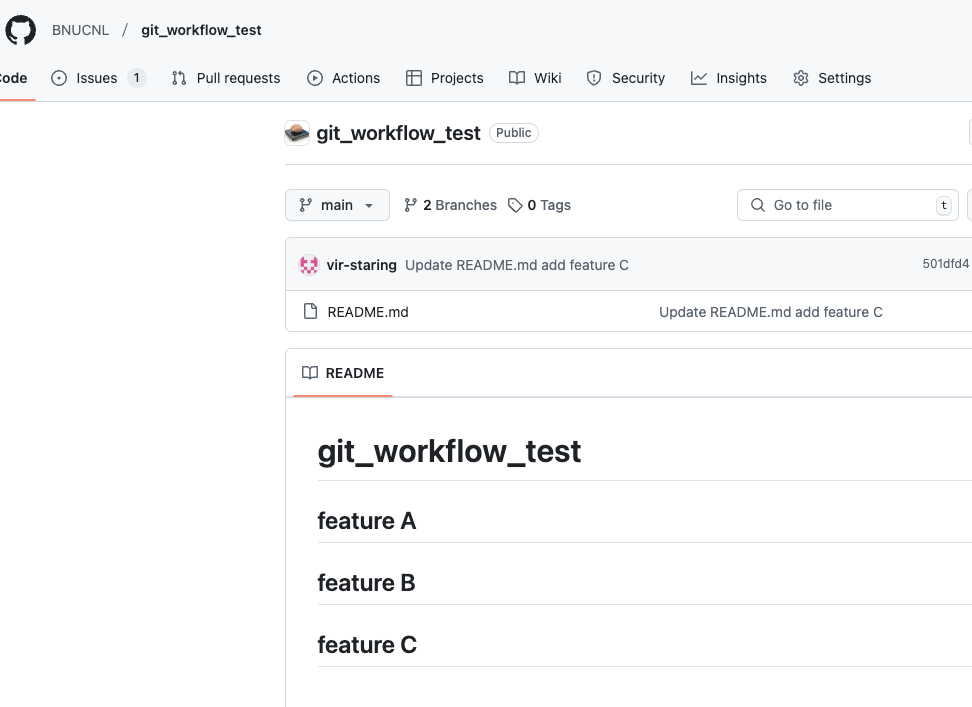 BNUCNL / git_workflow_test
Code Issues 1 Pull requests Actions Projects Wiki Security Insights Settings
git_workflow_test Public
main 2 Branches 0 Tags Go to file t
vir-staring Update README.md add feature C 501dfd4
README.md Update README.md add feature C
README
git_workflow_test
feature A
feature B
feature C